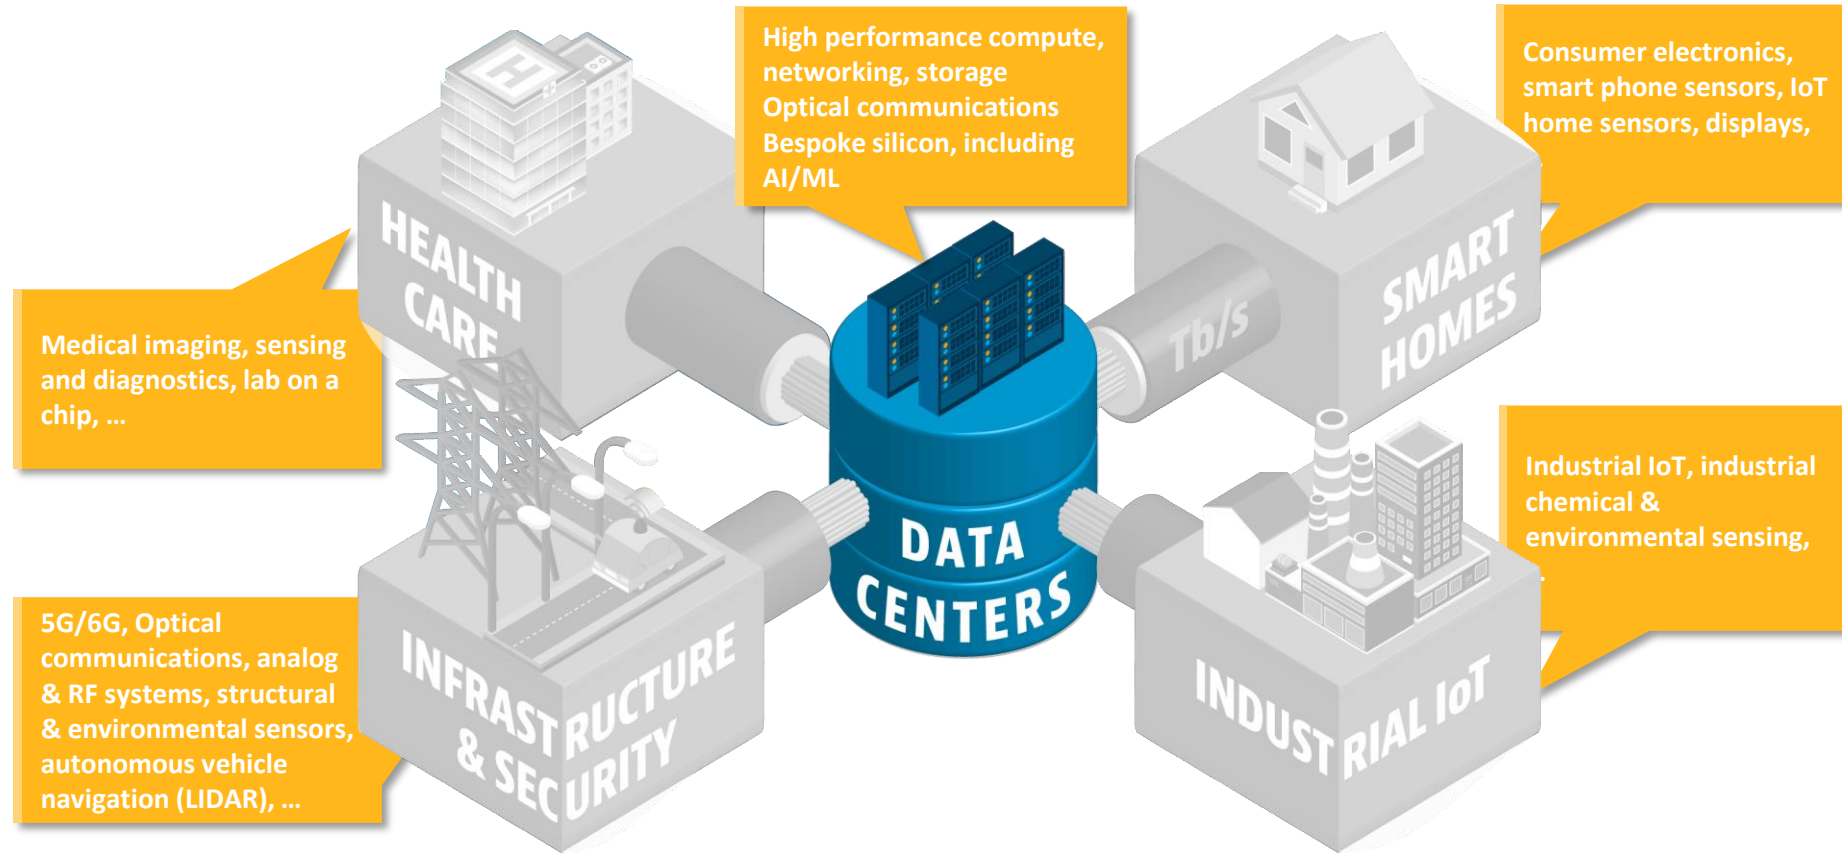 High performance compute,
networking, storage
Optical communications
Bespoke silicon, including
AI/ML
Consumer electronics,
smart phone sensors, IoT
home sensors, displays,
H
HEALTH
CARE
Tb/s
SMART
HOMES
Medical imaging, sensing
and diagnostics, lab on a
chip, ...
DATA
CENTERS
Industrial IoT, industrial
chemical &
environmental sensing,
5G/6G, Optical
communications, analog
& RF systems, structural
& environmental sensors,
autonomous vehicle
navigation (LIDAR), ...
INFRASTRUCTURE
& SECURITY
INDUSTRIAL IoT